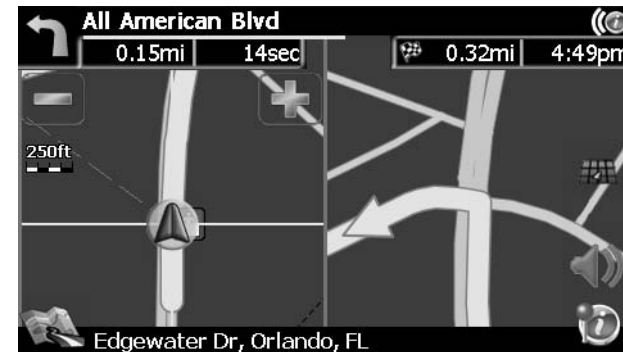 All American Blvd
0.15mi 14sec 0.32mi 4:49pm
250ft
Edgewater Dr, Orlando, FL